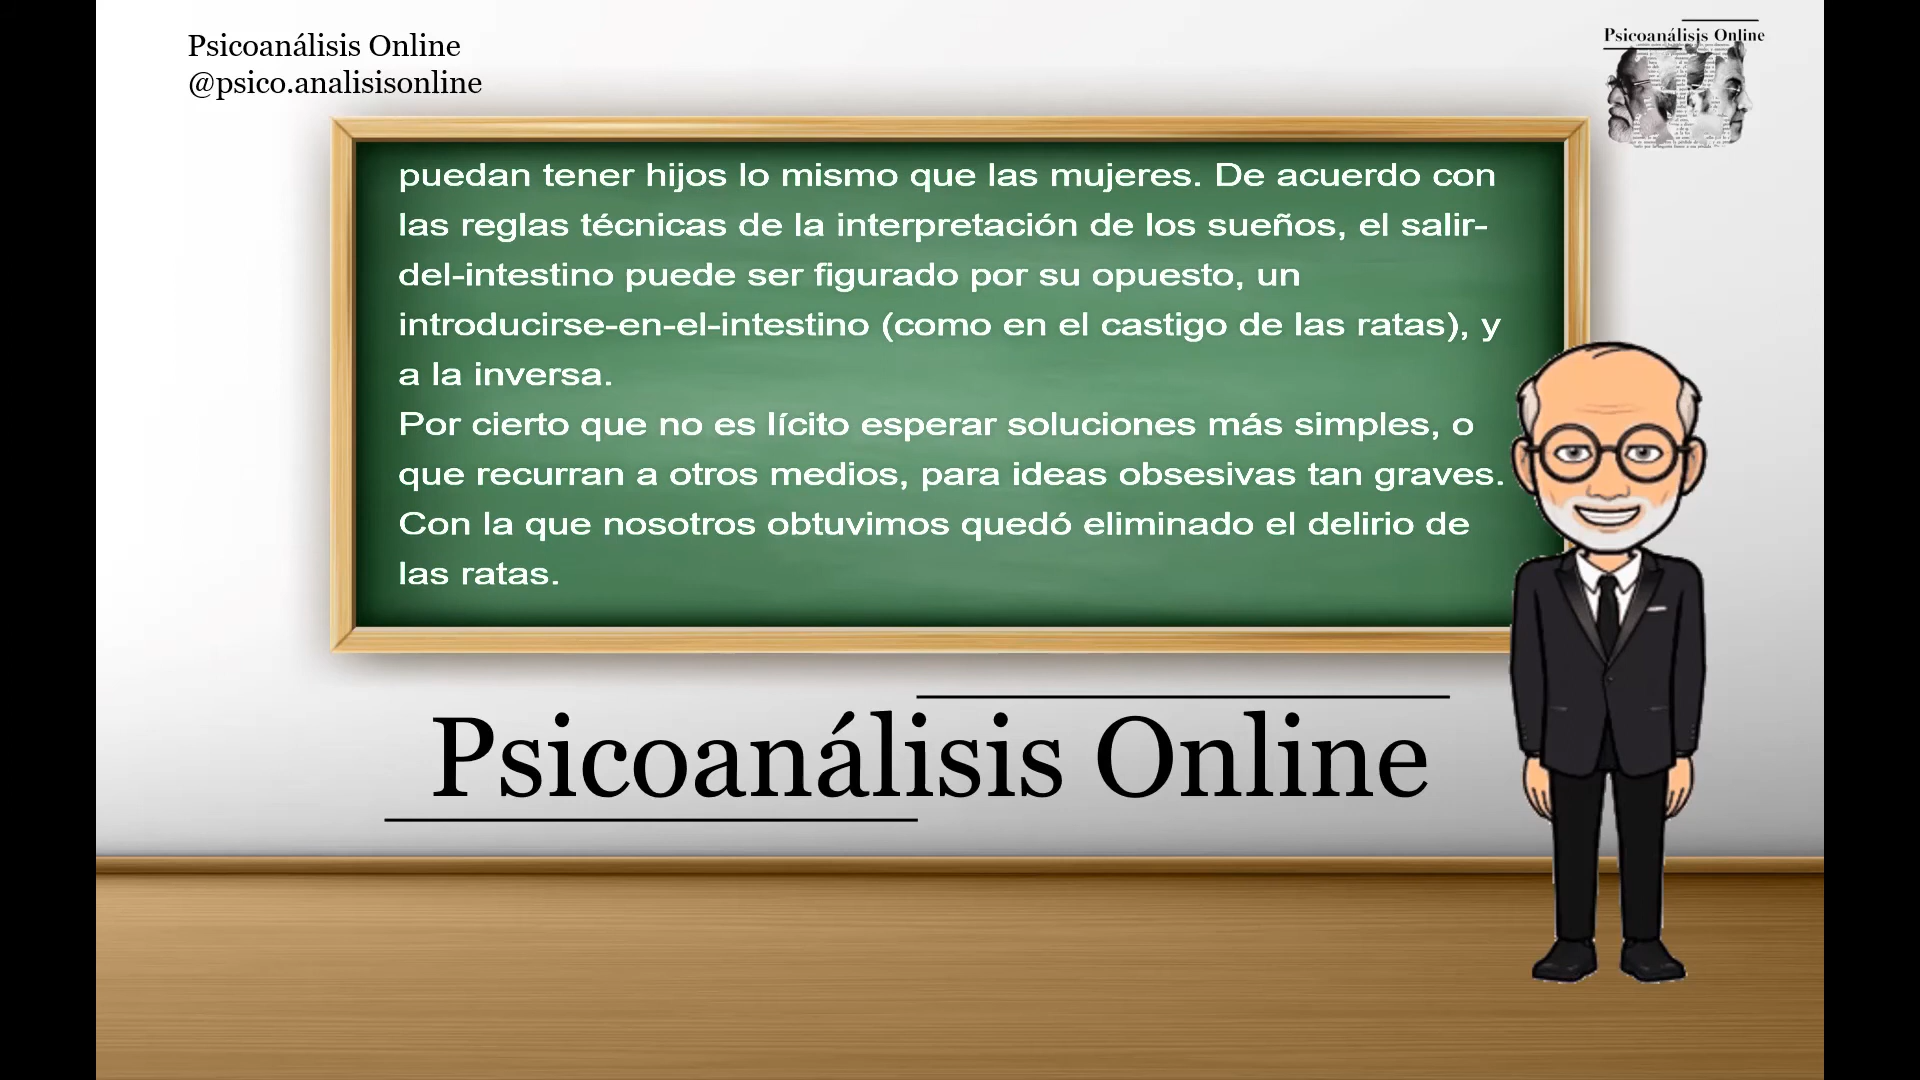 Psicoanálisis Online
@psico.analisisonline
Psicoanálisis Online
puedan tener hijos lo mismo que las mujeres. De acuerdo con
las reglas técnicas de la interpretación de los sueños, el salir-
del-intestino puede ser figurado por su opuesto, un
introducirse-en-el-intestino (como en el castigo de las ratas), y
a la inversa.
Por cierto que no es lícito esperar soluciones más simples, o
que recurran a otros medios, para ideas obsesivas tan graves.
Con la que nosotros obtuvimos quedó eliminado el delirio de
las ratas.
Psicoanálisis Online